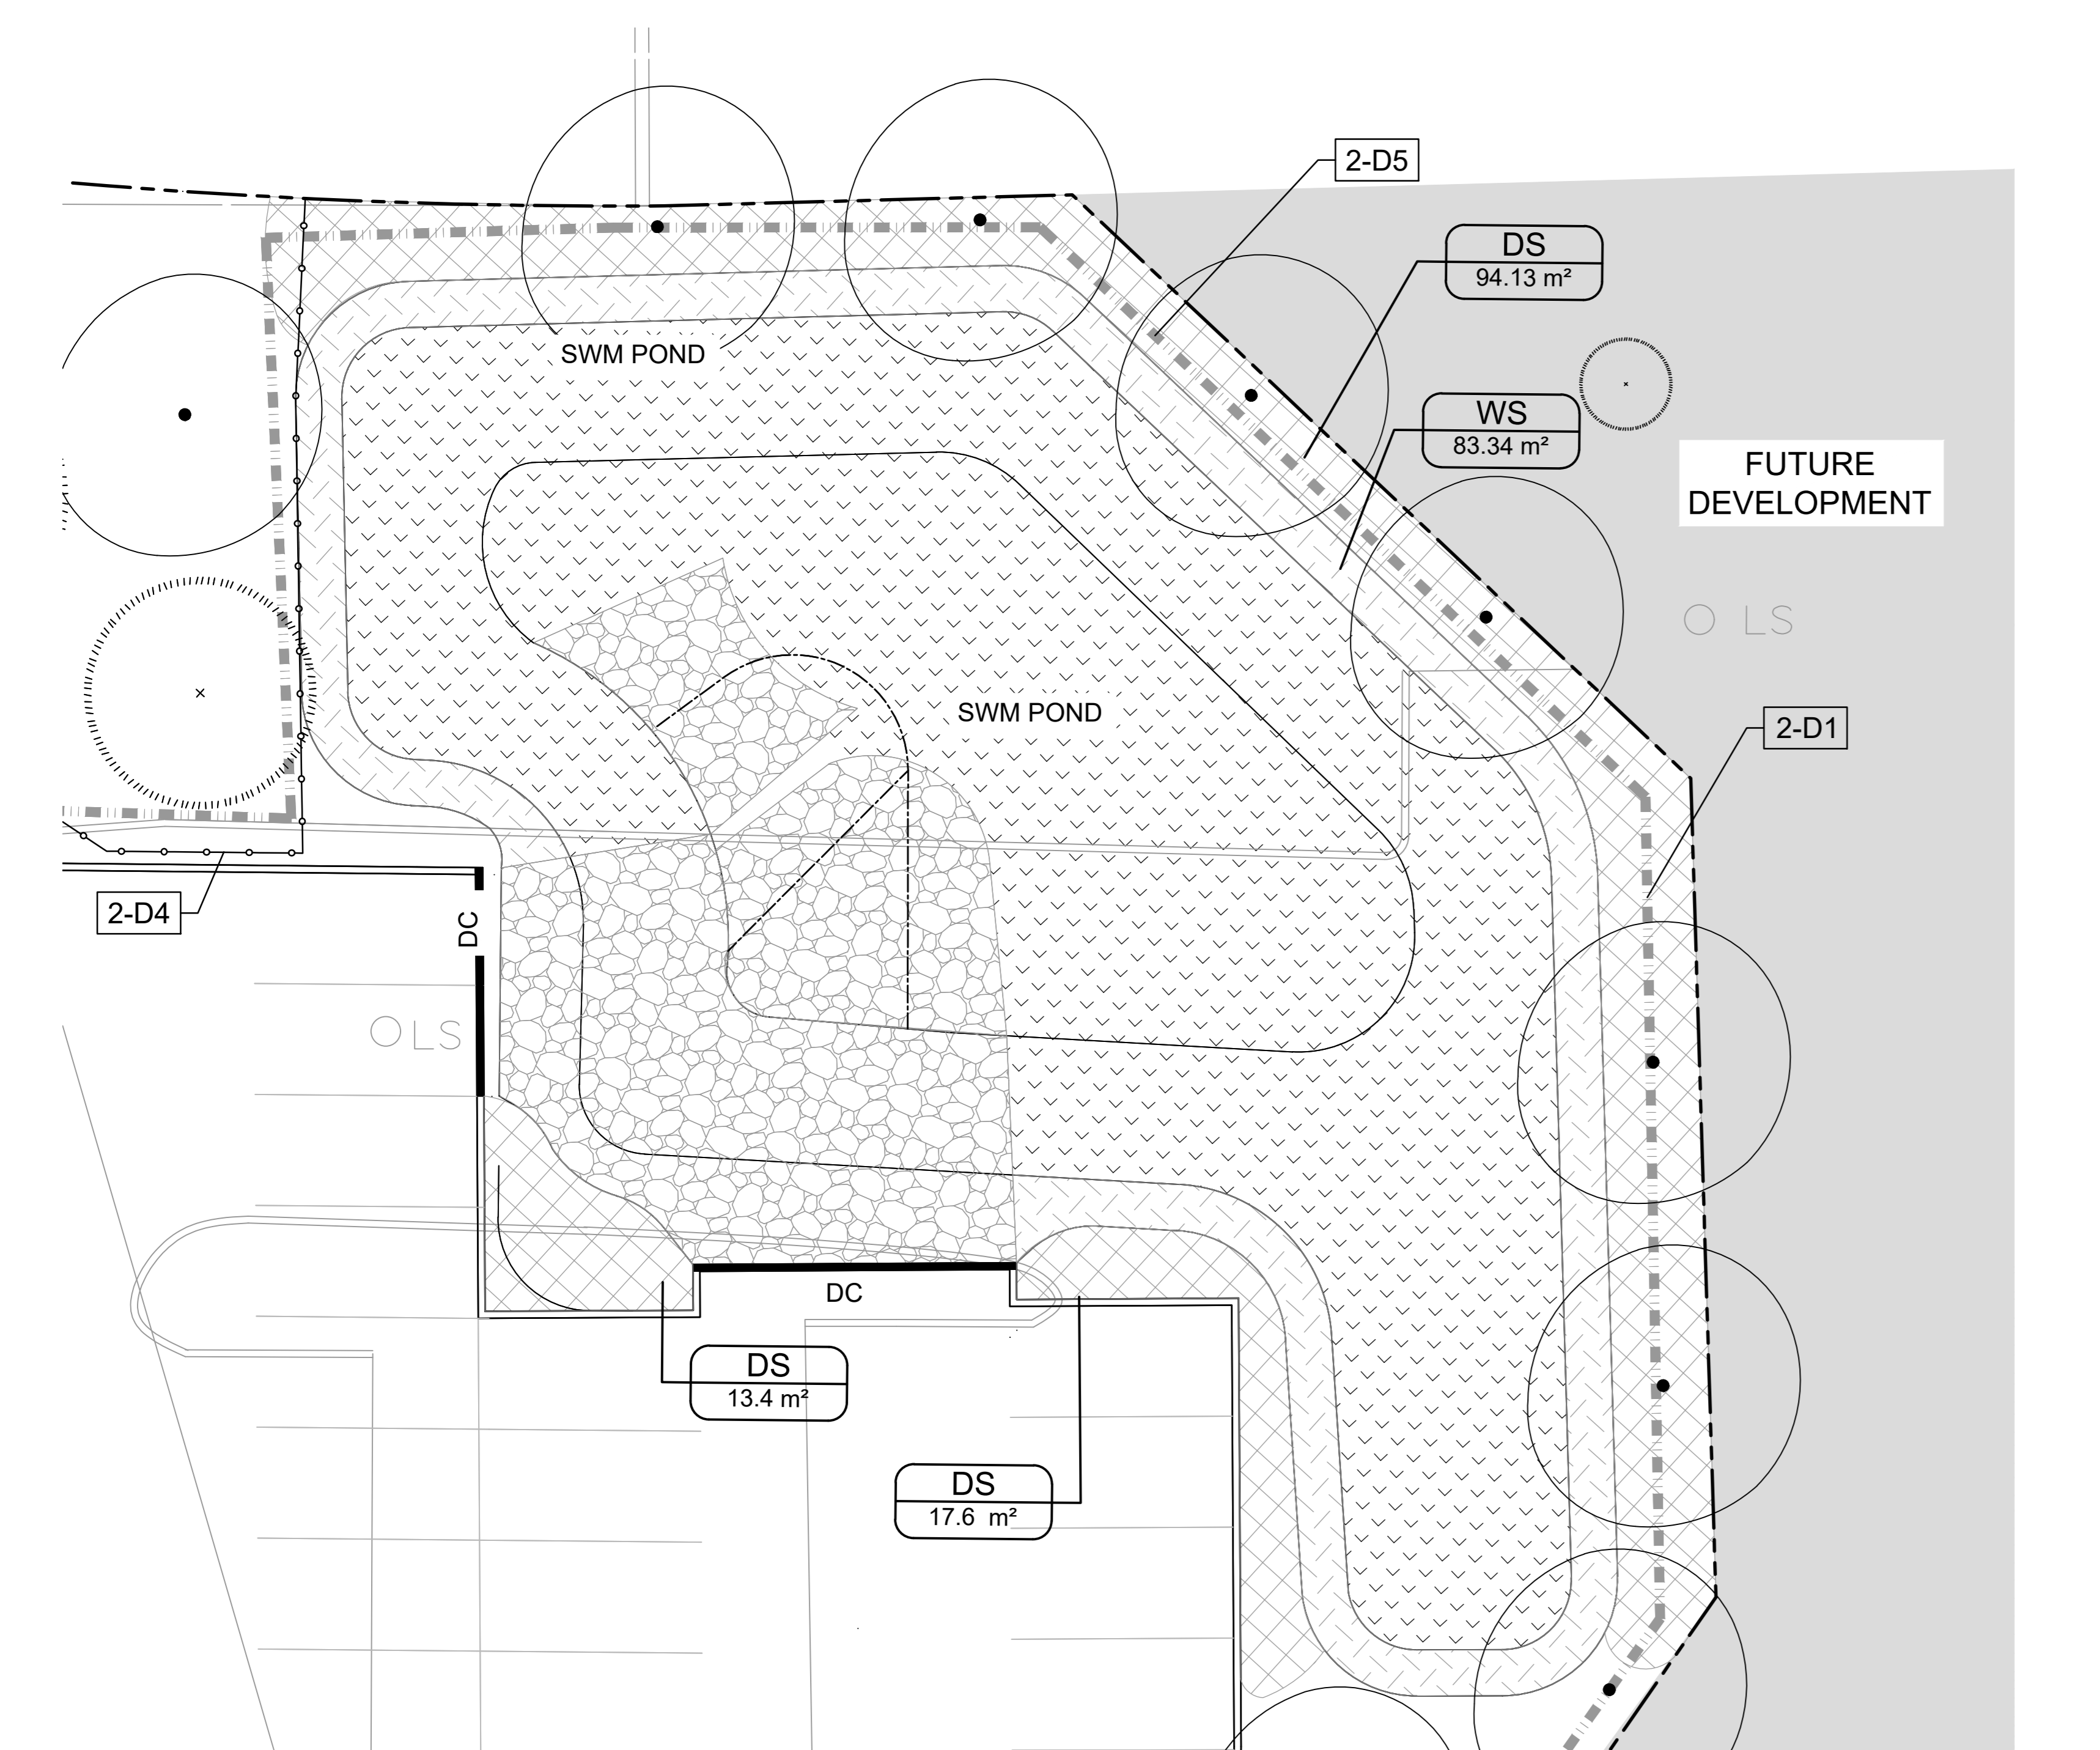 2-D5
DS
94.13 m²
SWM POND
WS
83.34 m²
FUTURE
DEVELOPMENT
LS
SWM POND
2-D1
2-D4
DC
LS
DC
DS
13.4 m²
DS
17.6 m²